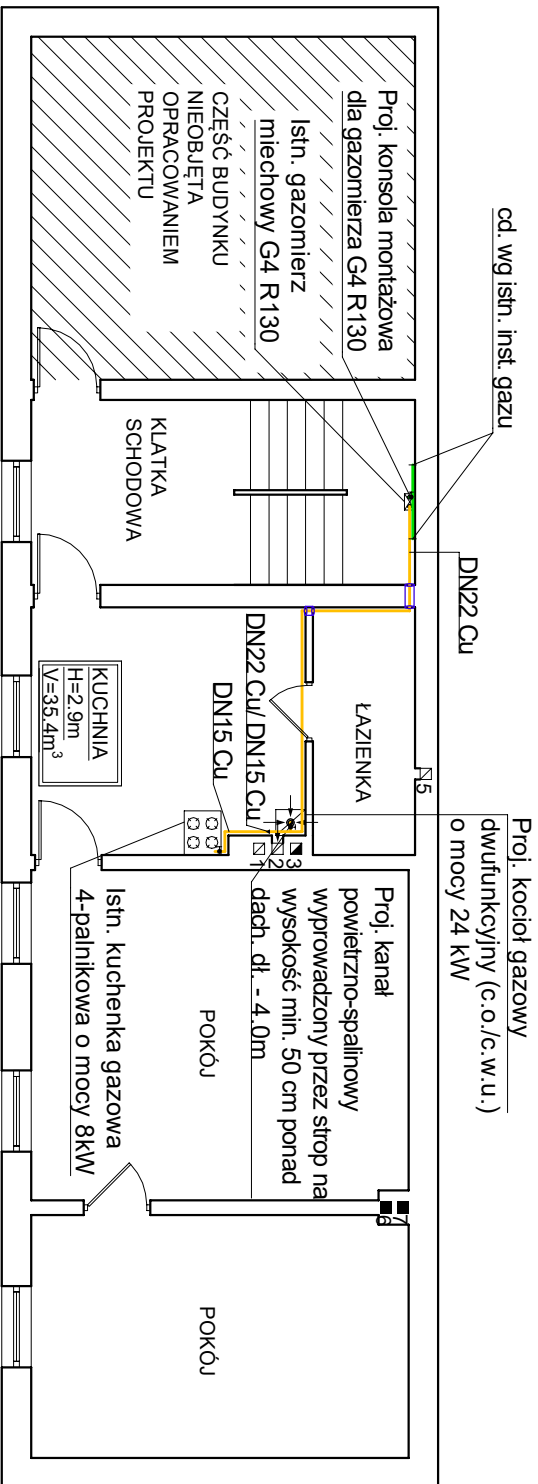 cd. wg istn. inst. gazu
Proj. konsola montażowa
dla gazomierza G4 R130
Istn. gazomierz
miechowy G4 R130
CZĘŚĆ BUDYNKU
NIEOBJĘTA
OPRACOWANIEM
PROJEKTU
KLATKA
SCHODOWA
DN22 Cu
ŁAZIENKA
5
Proj. kocioł gazowy
dwufunkcyjny (c.o./c.w.u.)
o mocy 24 kW
DN22 Cu/ DN15 Cu
DN15 Cu
KUCHNIA
H=2.9m
V=35.4m³
3
2
1
Proj. kanał
powietrzno-spalinowy
wyprowadzony przez strop na
wysokość min. 50 cm ponad
dach. dł. - 4.0m
POKÓJ
Istn. kuchenka gazowa
4-palnikowa o mocy 8kW
7
6
POKÓJ